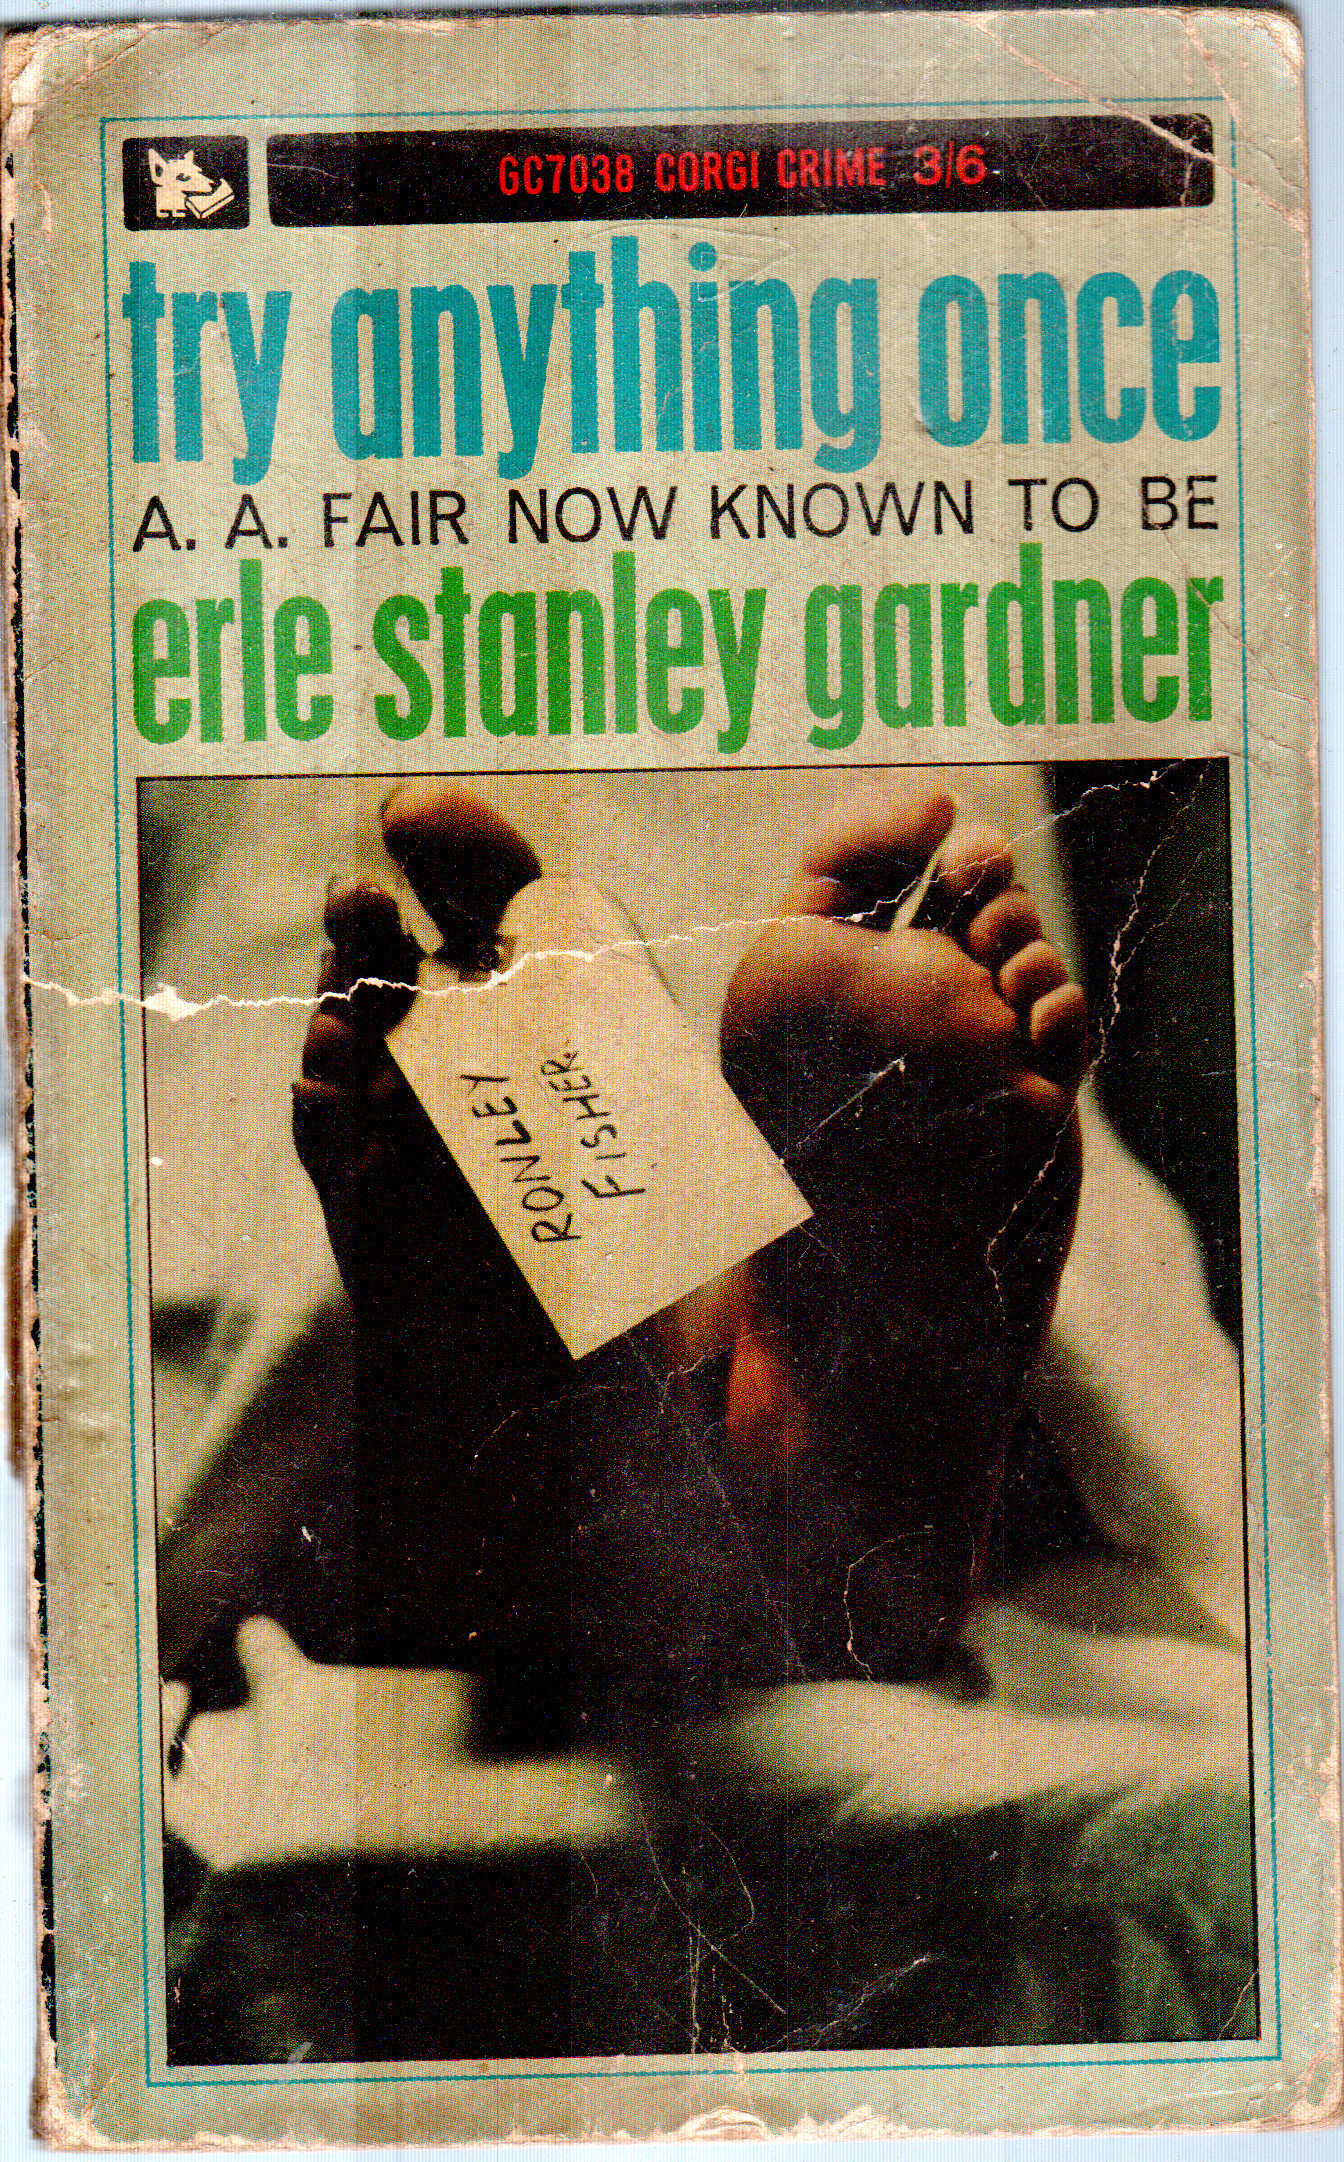 GC7038 CORGI CRIME 3/6
try anything once
A. A. FAIR NOW KNOWN TO BE
erle stanley gardner
RONLEY
FISHER.